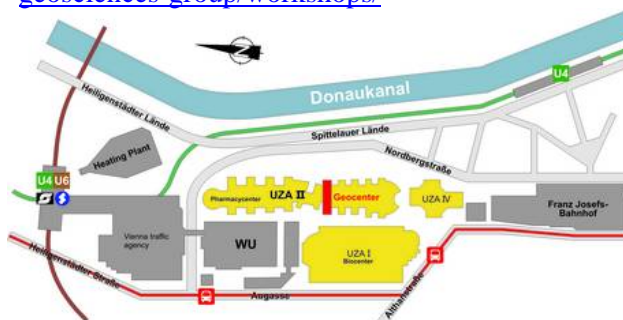 geosciences-group/workshops/
N
U4
Donaukanal
Heiligenstädter Lände
Spittelauer Lände
Heating Plant
Nordbergstraße
U4 U6
Pharmacycenter
UZA II
Geocenter
UZA IV
Franz Josefs-
Bahnhof
Vienna traffic
agency
WU
UZA I
Biocenter
Heiligenstädter Straße
Augasse
Althanstraße